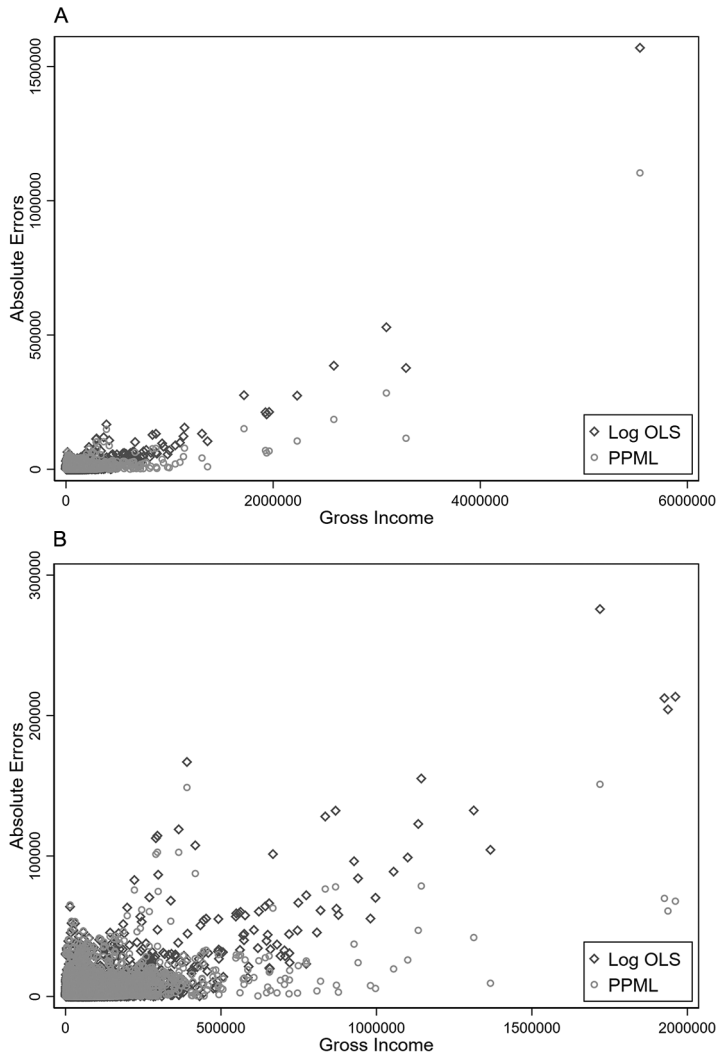 A
1500000
1000000
500000
0
Absolute Errors
Log OLS
PPML
0 2000000 4000000 6000000
Gross Income
B
300000
200000
100000
0
Absolute Errors
Log OLS
PPML
0 500000 1000000 1500000 2000000
Gross Income